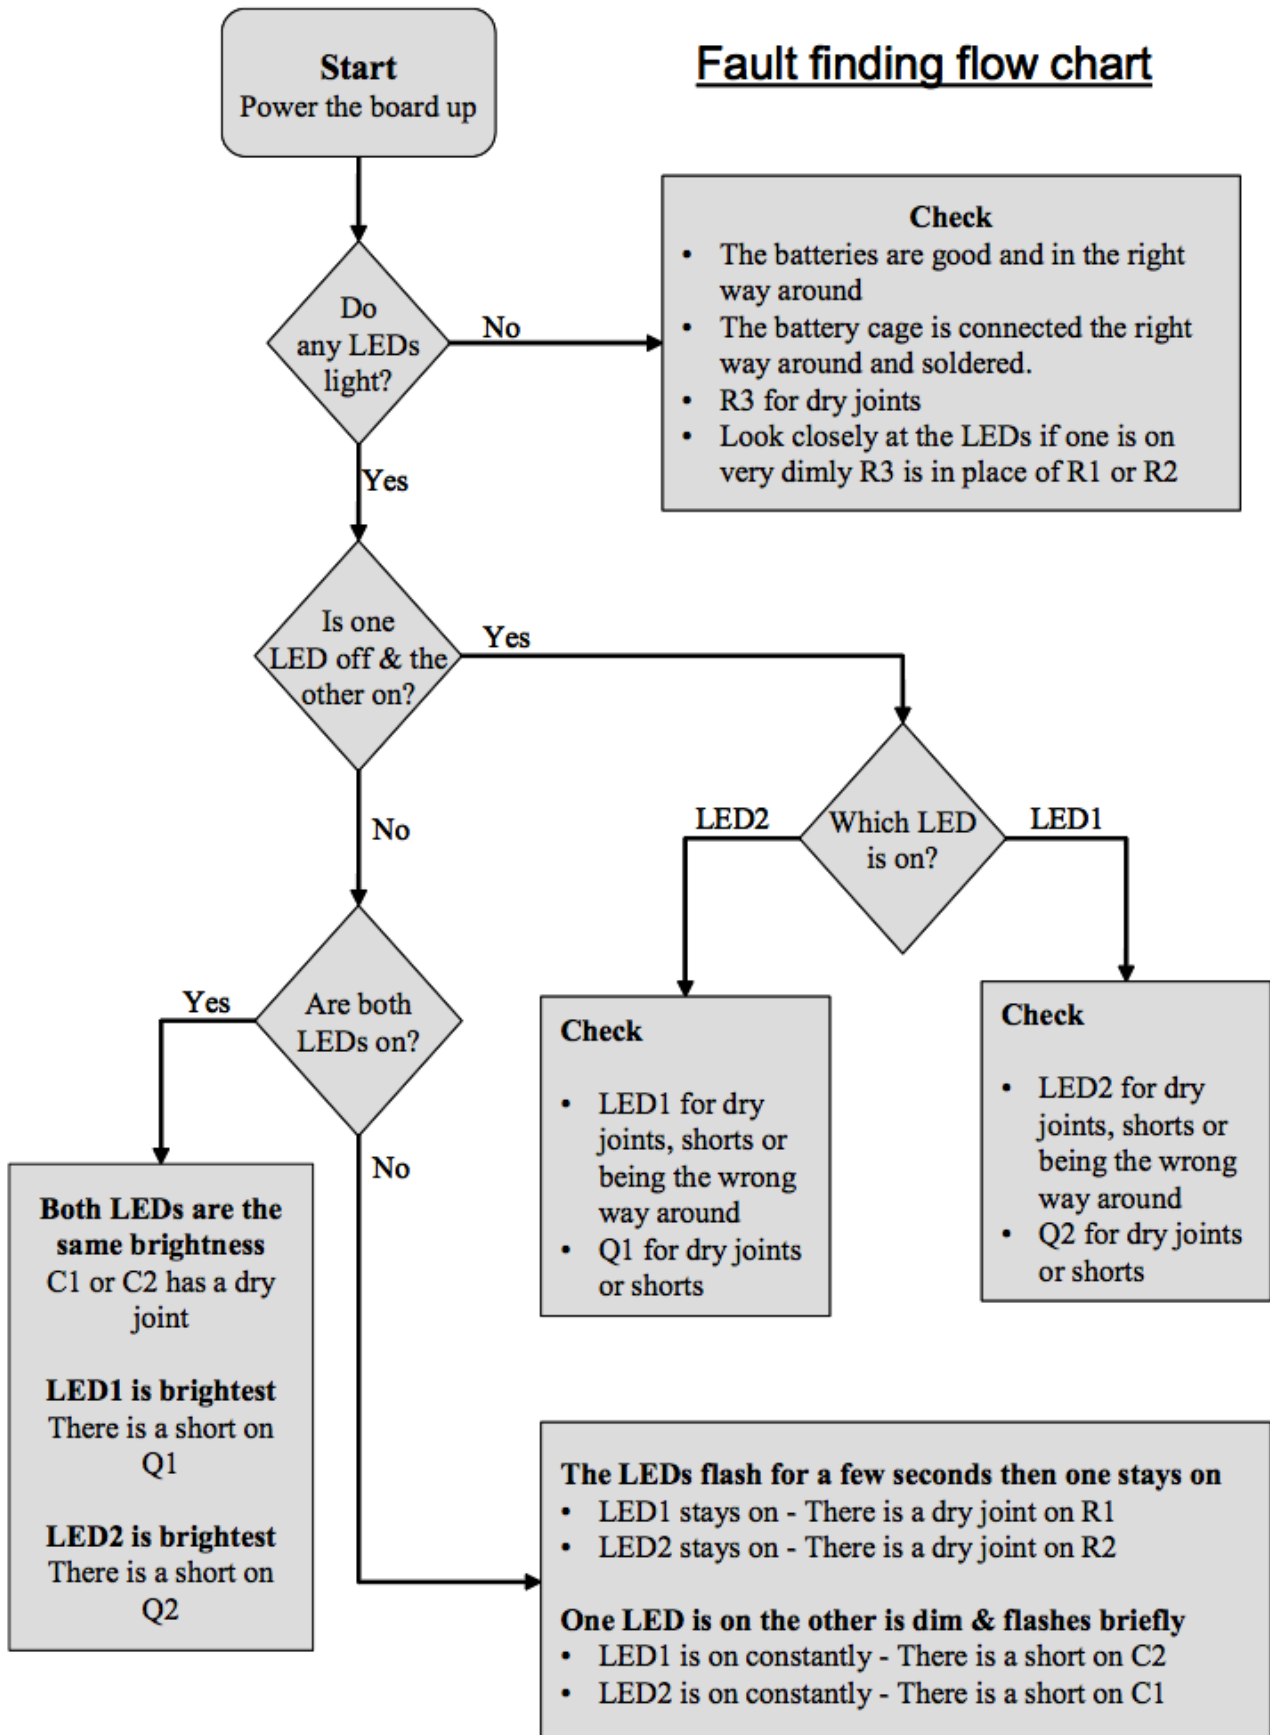 Fault finding flow chart
Start
Power the board up
Do
any LEDs
light?
No
Yes
Check
• The batteries are good and in the right
way around
• The battery cage is connected the right
way around and soldered.
• R3 for dry joints
• Look closely at the LEDs if one is on
very dimly R3 is in place of R1 or R2
Is one
LED off & the
other on?
Yes
No
Which LED
is on?
LED2
LED1
Are both
LEDs on?
Yes
No
Check
• LED1 for dry
joints, shorts or
being the wrong
way around
• Q1 for dry joints
or shorts
Check
• LED2 for dry
joints, shorts or
being the wrong
way around
• Q2 for dry joints
or shorts
Both LEDs are the
same brightness
C1 or C2 has a dry
joint
LED1 is brightest
There is a short on
Q1
LED2 is brightest
There is a short on
Q2
The LEDs flash for a few seconds then one stays on
• LED1 stays on - There is a dry joint on R1
• LED2 stays on - There is a dry joint on R2
One LED is on the other is dim & flashes briefly
• LED1 is on constantly - There is a short on C2
• LED2 is on constantly - There is a short on C1